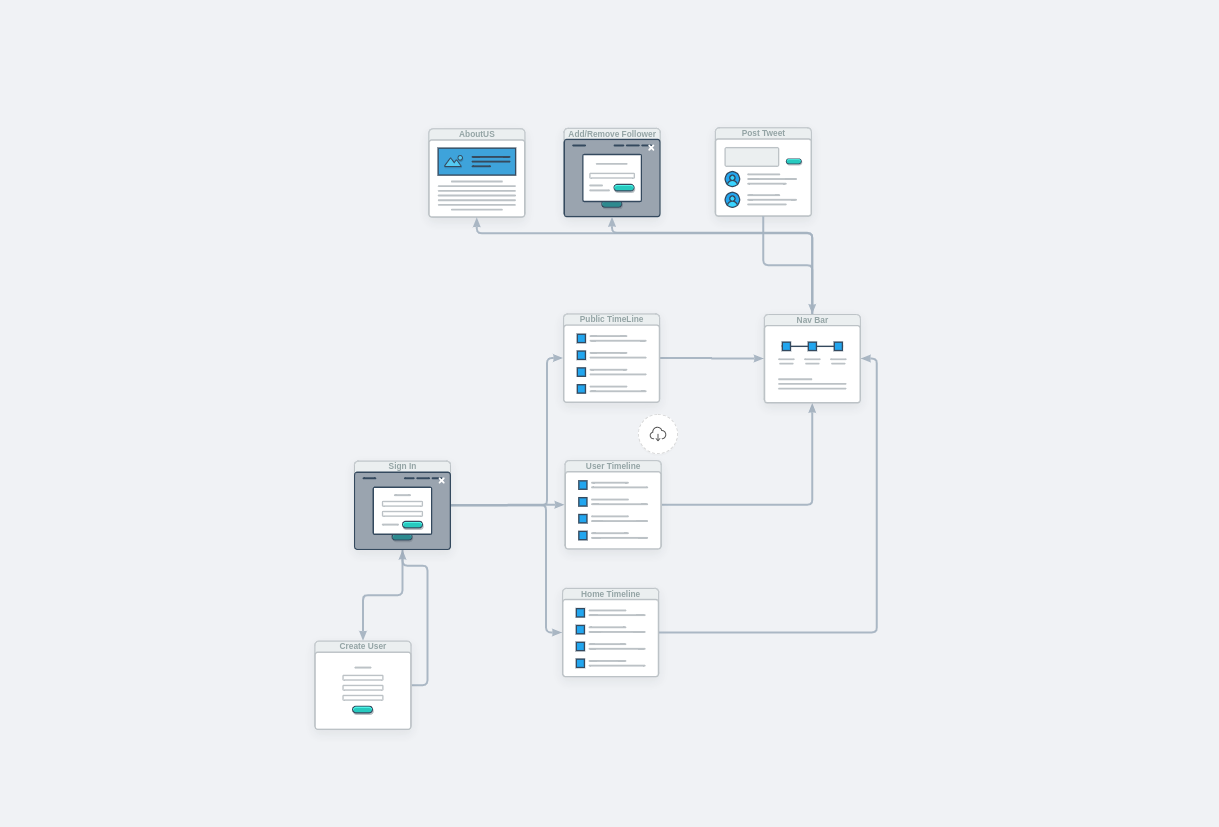 AboutUS
Add/Remove Follower
Post Tweet
Public TimeLine
Nav Bar
Sign In
User Timeline
Home Timeline
Create User